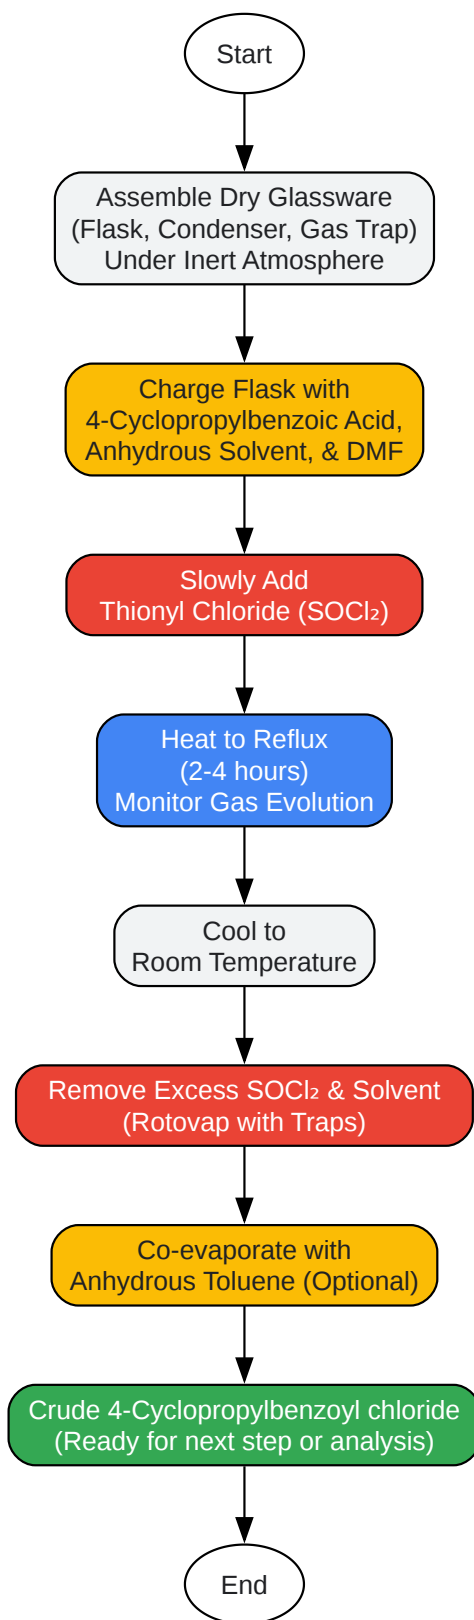 Start
Assemble Dry Glassware
(Flask, Condenser, Gas Trap)
Under Inert Atmosphere
Charge Flask with
4-Cyclopropylbenzoic Acid,
Anhydrous Solvent, & DMF
Slowly Add
Thionyl Chloride (SOCl₂)
Heat to Reflux
(2-4 hours)
Monitor Gas Evolution
Cool to
Room Temperature
Remove Excess SOCl₂ & Solvent
(Rotovap with Traps)
Co-evaporate with
Anhydrous Toluene (Optional)
Crude 4-Cyclopropylbenzoyl chloride
(Ready for next step or analysis)
End